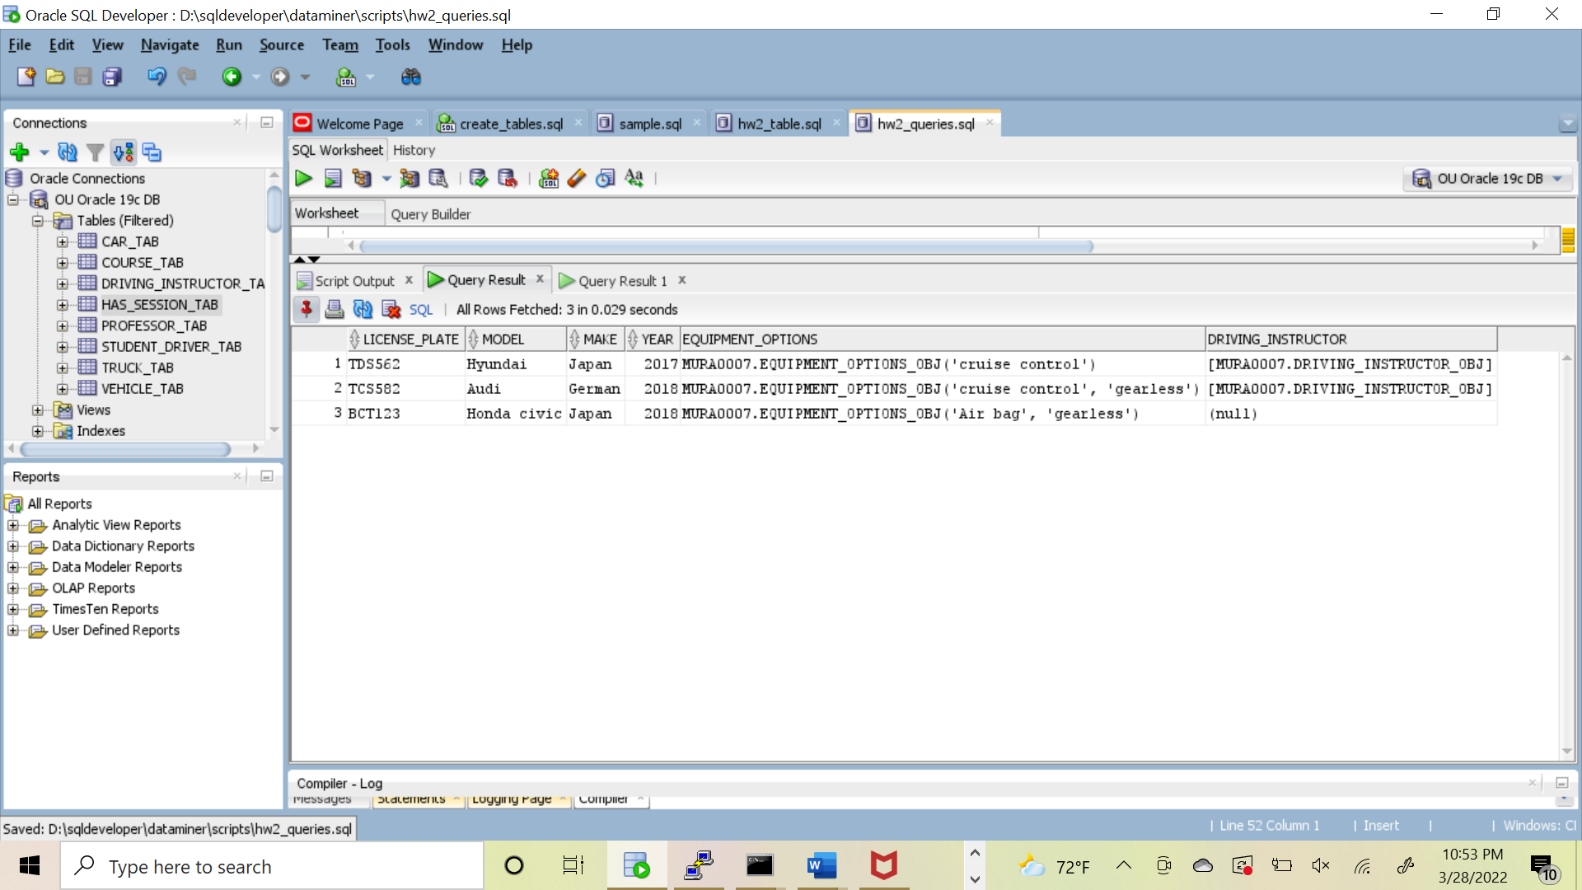 Oracle SQL Developer : D:\sqldeveloper\dataminer\scripts\hw2_queries.sql
File Edit View Navigate Run Source Team Tools Window Help
Connections
Oracle Connections
OU Oracle 19c DB
Tables (Filtered)
CAR_TAB
COURSE_TAB
DRIVING_INSTRUCTOR_TA
HAS_SESSION_TAB
PROFESSOR_TAB
STUDENT_DRIVER_TAB
TRUCK_TAB
VEHICLE_TAB
Views
Indexes
Reports
All Reports
Analytic View Reports
Data Dictionary Reports
Data Modeler Reports
OLAP Reports
TimesTen Reports
User Defined Reports
Welcome Page create_tables.sql sample.sql hw2_table.sql hw2_queries.sql
SQL Worksheet History
OU Oracle 19c DB
Worksheet Query Builder
Script Output Query Result Query Result 1
SQL All Rows Fetched: 3 in 0.029 seconds
LICENSE_PLATE MODEL MAKE YEAR EQUIPMENT_OPTIONS DRIVING_INSTRUCTOR
1 TDS562 Hyundai Japan 2017 MURA0007.EQUIPMENT_OPTIONS_OBJ('cruise control') [MURA0007.DRIVING_INSTRUCTOR_OBJ]
2 TCS582 Audi German 2018 MURA0007.EQUIPMENT_OPTIONS_OBJ('cruise control', 'gearless') [MURA0007.DRIVING_INSTRUCTOR_OBJ]
3 BCT123 Honda civic Japan 2018 MURA0007.EQUIPMENT_OPTIONS_OBJ('Air bag', 'gearless') (null)
Compiler - Log
Messages Statements Logging Page Compiler
Saved: D:\sqldeveloper\dataminer\scripts\hw2_queries.sql
Line 52 Column 1 Insert Windows: Cl
Type here to search
72°F
10:53 PM
3/28/2022
10